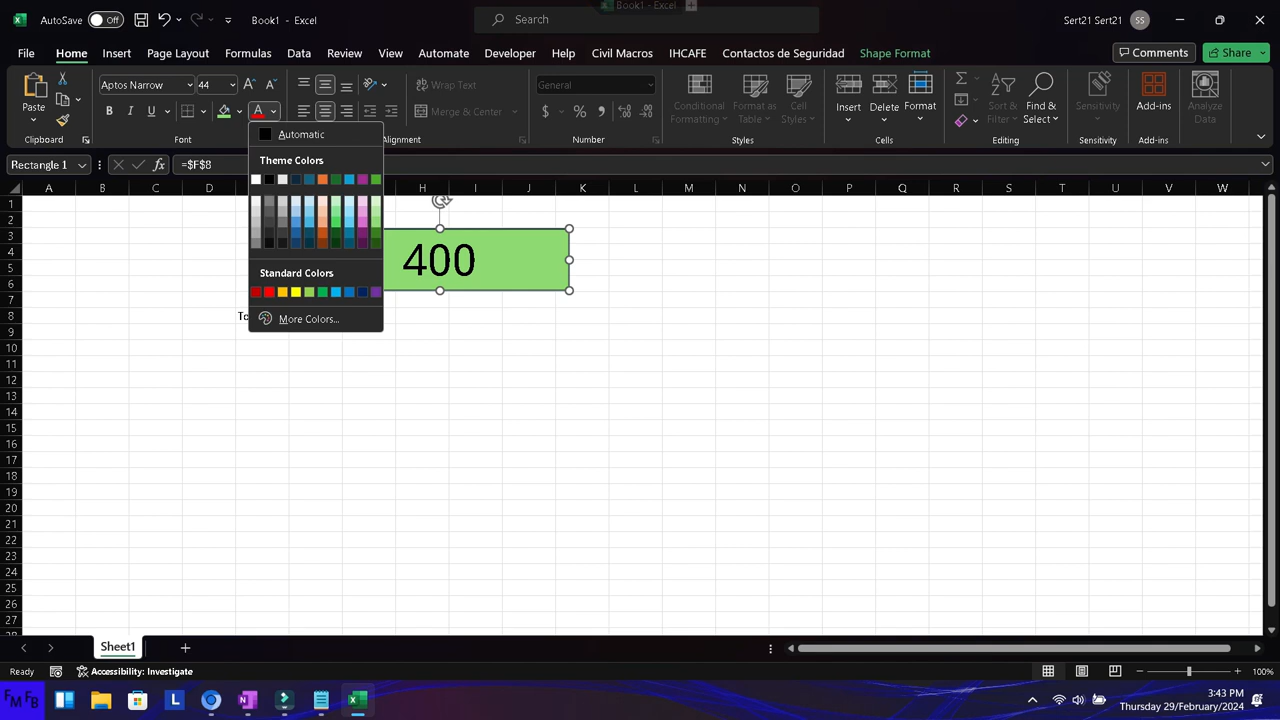 Book1 - Excel
AutoSave Off Book1 - Excel Search Sert21 Sert21 SS
File Home Insert Page Layout Formulas Data Review View Automate Developer Help Civil Macros IHCAFE Contactos de Seguridad Shape Format Comments Share
Aptos Narrow 44 Wrap Text General
Paste Conditional Formatting Format as Table Cell Styles Insert Delete Format Sort & Filter Find & Select Sensitivity Add-ins Analyze Data
B I U A Merge & Center $ % 9
Clipboard Font Alignment Number Styles Cells Editing Sensitivity Add-ins
Automatic
Rectangle 1 fx =$F$8
Theme Colors
A B C D H I J K L M N O P Q R S T U V W
1
2
3
4 400
5
6
Standard Colors
7
8
More Colors...
9
10
11
12
13
14
15
16
17
18
19
20
21
22
23
24
25
26
27
28
Sheet1
Ready Accessibility: Investigate 100%
FMFB L N 3:43 PM
Thursday 29/February/2024